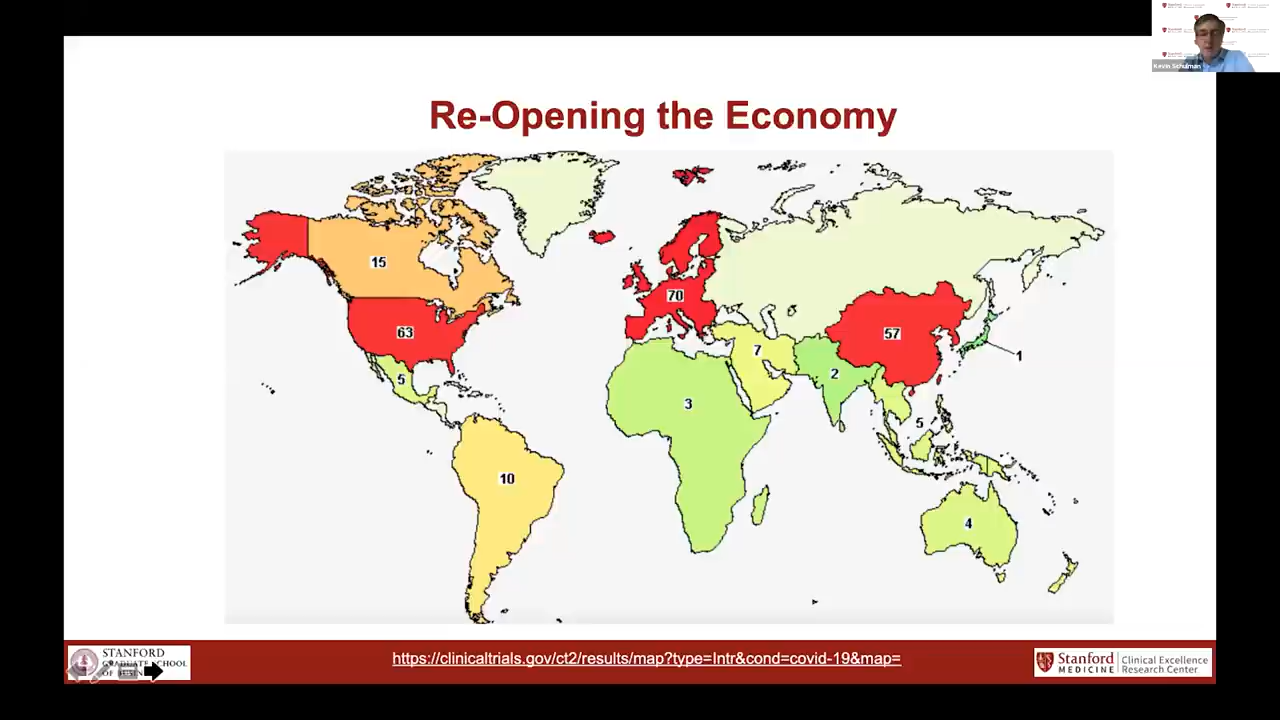 Kevin Schulman
Re-Opening the Economy
15
63
70
57
7
1
5
2
3
5
10
4
STANFORD
GRADUATE SCHOOL
https://clinicaltrials.gov/ct2/results/map?type=Intr&cond=covid-19&map=
Stanford
MEDICINE
Clinical Excellence
Research Center